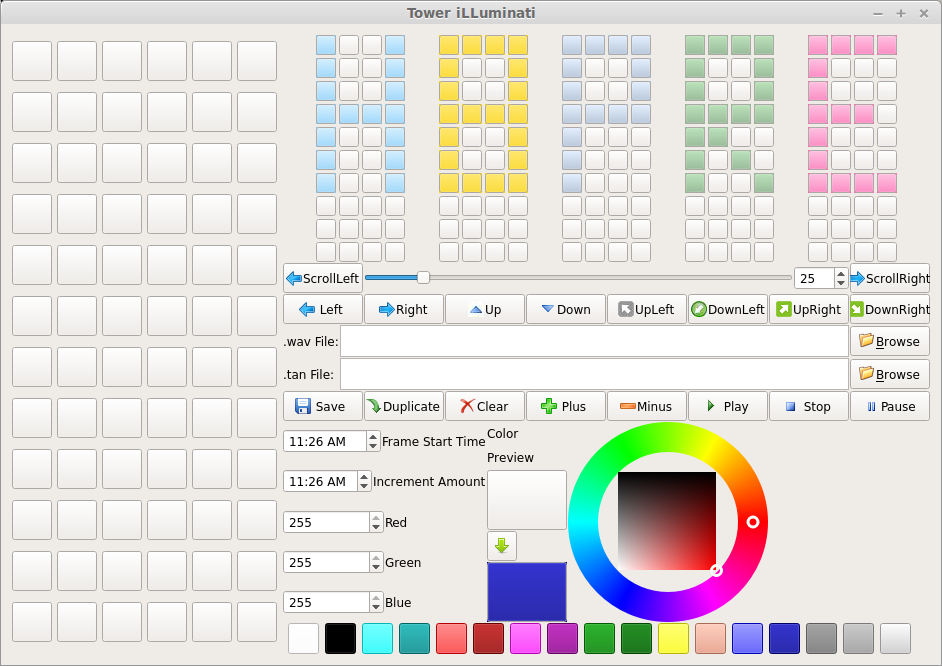 Tower iLLuminati
HAPRE
ScrollLeft 25 ScrollRight
Left Right Up Down UpLeft DownLeft UpRight DownRight
.wav File: Browse
.tan File: Browse
Save Duplicate Clear Plus Minus Play Stop Pause
11:26 AM Frame Start Time Color
Preview
11:26 AM Increment Amount
255 Red
255 Green
255 Blue